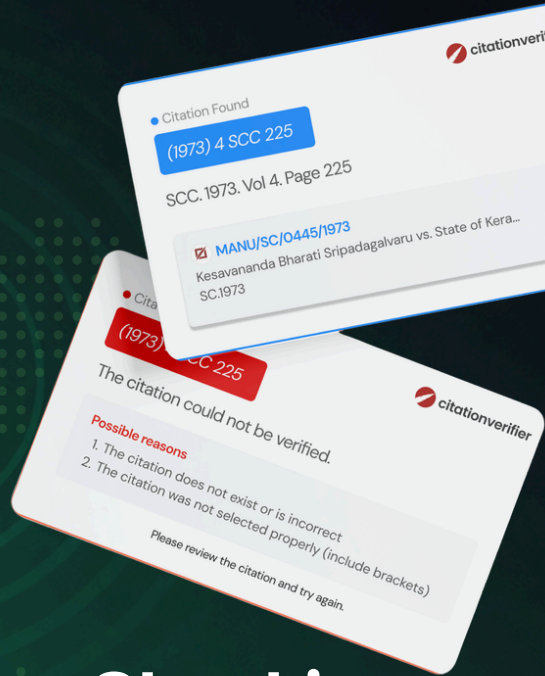 citationverif
Citation Found
(1973) 4 SCC 225
SCC. 1973. Vol 4. Page 225
MANU/SC/0445/1973
Kesavananda Bharati Sripadagalvaru vs. State of Kera...
SC.1973
Cita
(1973) CC 225
citationverifier
The citation could not be verified.
Possible reasons
1. The citation does not exist or is incorrect
2. The citation was not selected properly (include brackets)
Please review the citation and try again.